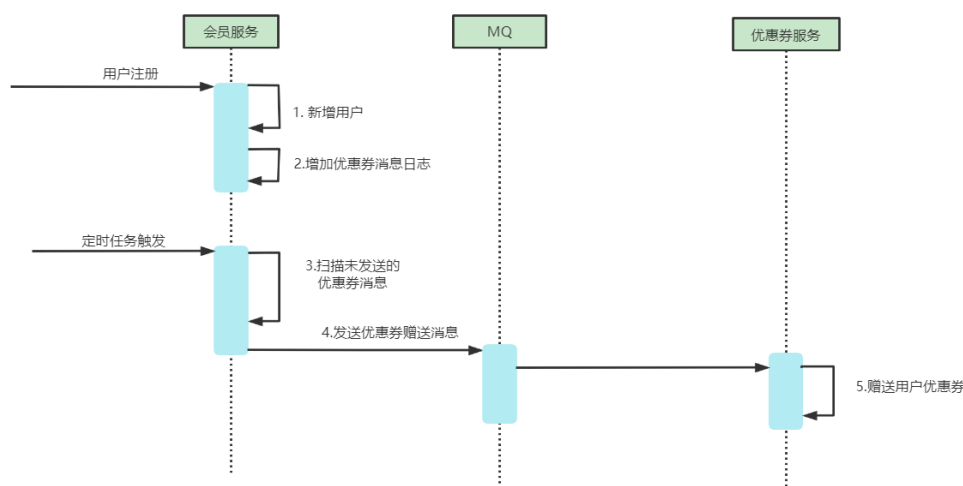 会员服务
MQ
优惠券服务
用户注册
1. 新增用户
2.增加优惠券消息日志
定时任务触发
3.扫描未发送的
优惠券消息
4.发送优惠券赠送消息
5.赠送用户优惠券